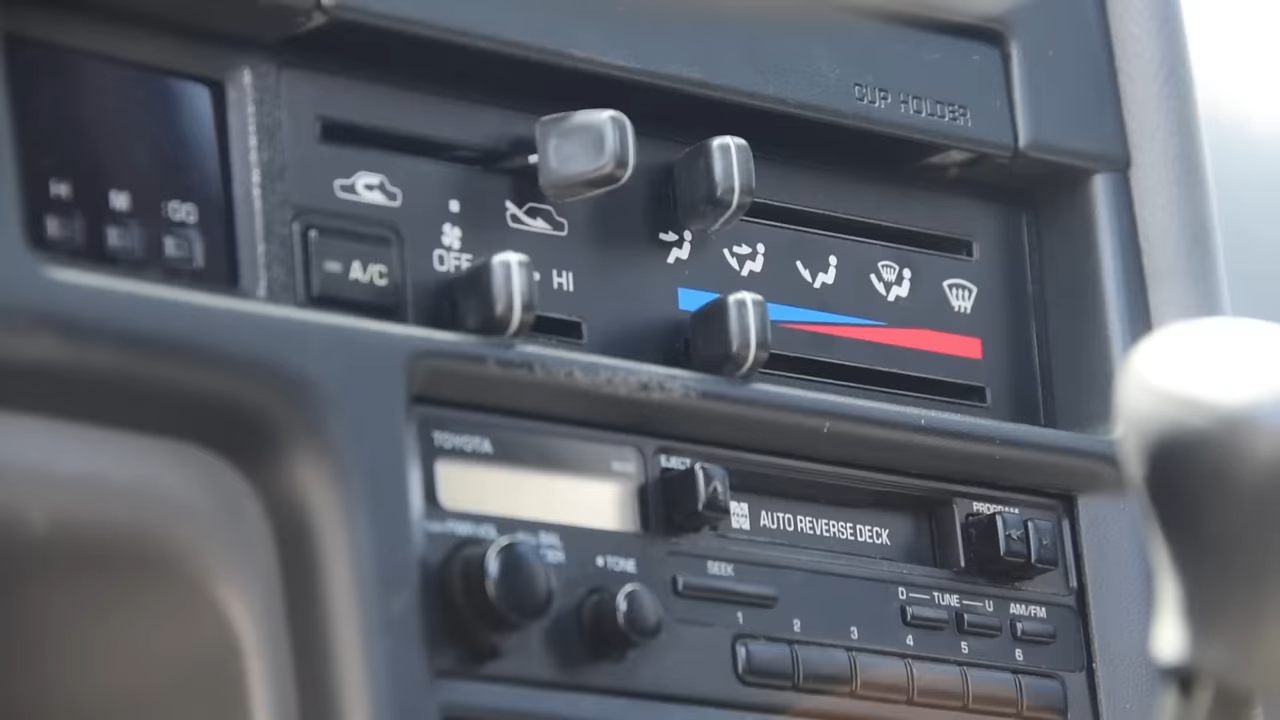 CUP HOLDER
H M :00
A/C
OFF
HI
TOYOTA
EJECT
AUTO REVERSE DECK
PROGRAM
TONE
SEEK
D TUNE U
AM/FM
1 2 3 4 5 6